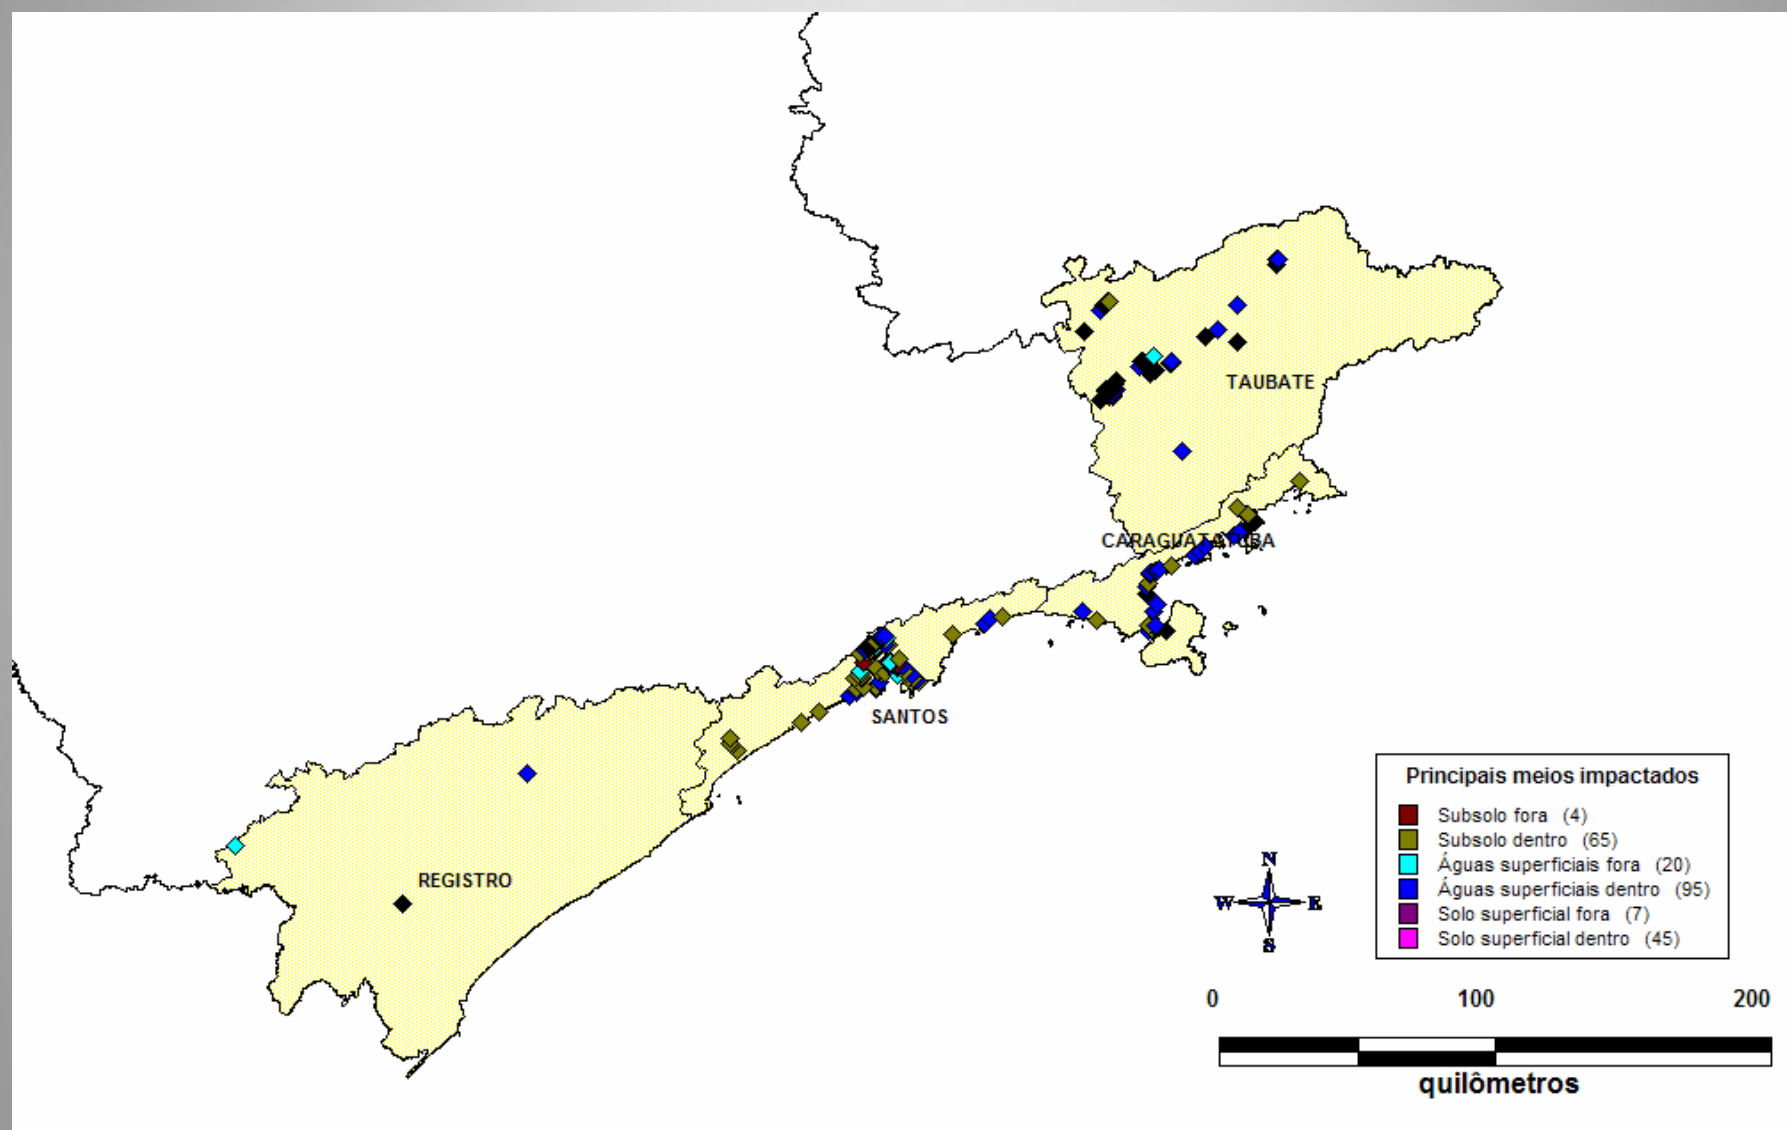 TAUBATE
CARAGUATATUBA
SANTOS
REGISTRO
Principais meios impactados
Subsolo fora (4)
Subsolo dentro (65)
Águas superficiais fora (20)
Águas superficiais dentro (95)
Solo superficial fora (7)
Solo superficial dentro (45)
N
W E
S
0 100 200
quilômetros